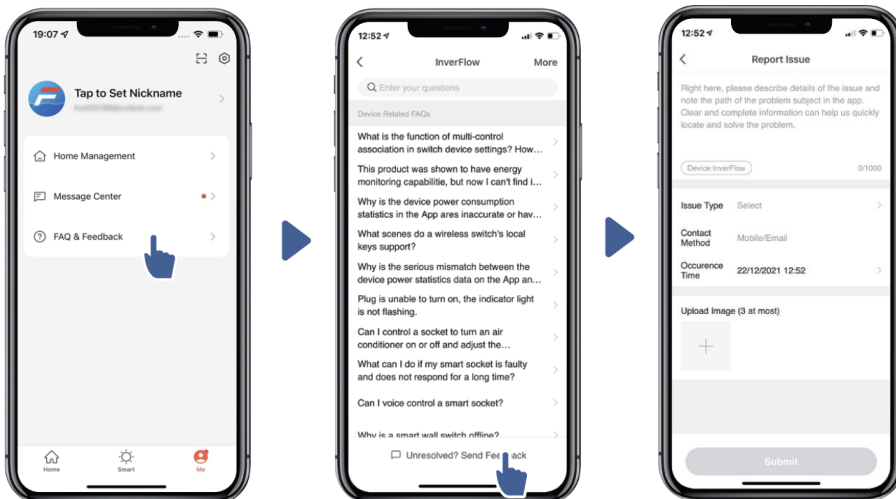 19:07
Tap to Set Nickname
Home Management
Message Center
FAQ & Feedback
Home
Smart
Me
12:52
InverFlow
More
Enter your questions
Device Related FAQs
What is the function of multi-control
association in switch device settings? How...
This product was shown to have energy
monitoring capabilitie, but now I can't find i...
Why is the device power consumption
statistics in the App ares inaccurate or hav...
What scenes do a wireless switch's local
keys support?
Why is the serious mismatch between the
device power statistics data on the App an...
Plug is unable to turn on, the indicator light
is not flashing.
Can I control a socket to turn an air
conditioner on or off and adjust the...
What can I do if my smart socket is faulty
and does not respond for a long time?
Can I voice control a smart socket?
Why is a smart wall switch offline?
Unresolved? Send Feedback
12:52
Report Issue
Right here, please describe details of the issue and
note the path of the problem subject in the app.
Clear and complete information can help us quickly
locate and solve the problem.
Device:InverFlow
0/1000
Issue Type Select
Contact
Method
Mobile/Email
Occurence
Time
22/12/2021 12:52
Upload Image (3 at most)
Submit